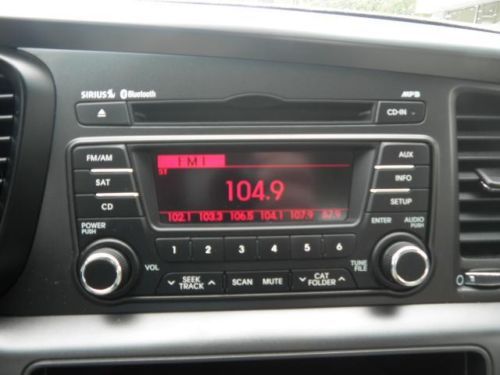 SIRIUS Bluetooth MP3
CD-IN
FM/AM FM1 AUX
ST
SAT 104.9 INFO
CD 102.1 103.3 106.5 104.1 107.9 SETUP
POWER PUSH 1 2 3 4 5 6 ENTER AUDIO PUSH
VOL SEEK TRACK SCAN MUTE CAT FOLDER TUNE FILE